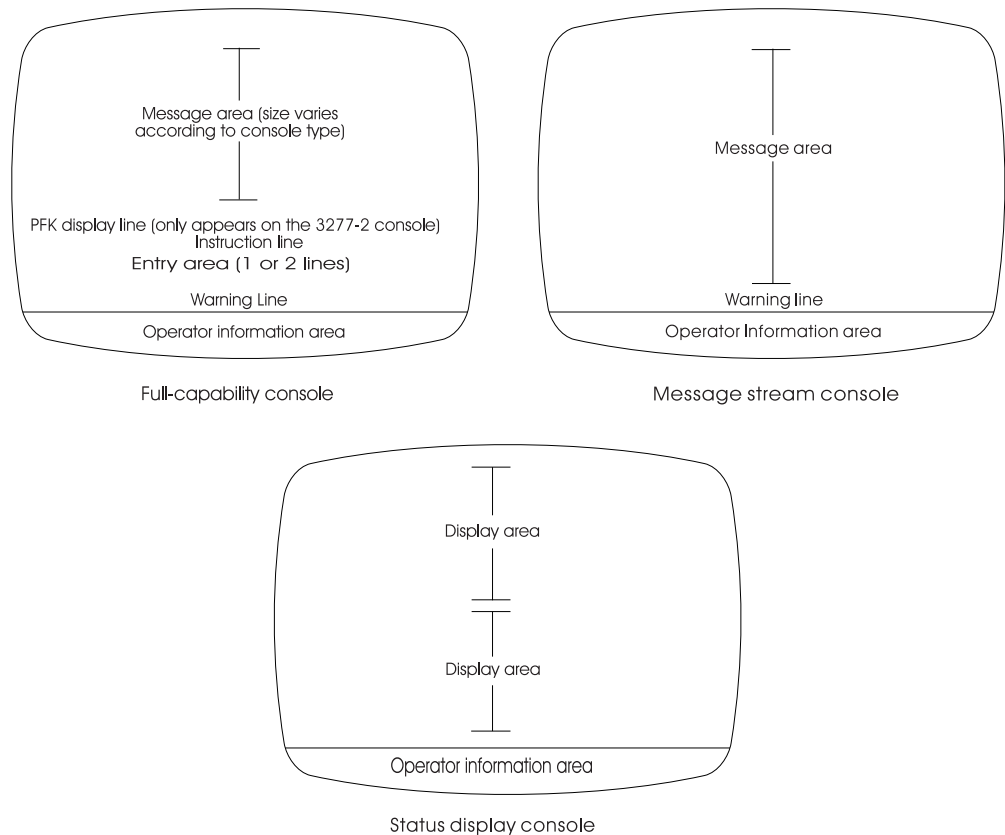 Message area (size varies
according to console type)
PFK display line (only appears on the 3277-2 console)
Instruction line
Entry area (1 or 2 lines)
Warning Line
Operator information area
Full-capability console
Message area
Warning line
Operator Information area
Message stream console
Display area
Display area
Operator information area
Status display console